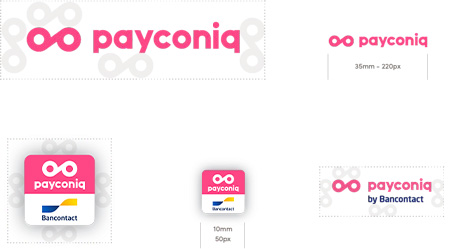 payconiq
payconiq
35mm - 220px
payconiq
Bancontact
payconiq
Bancontact
10mm
50px
payconiq
by Bancontact